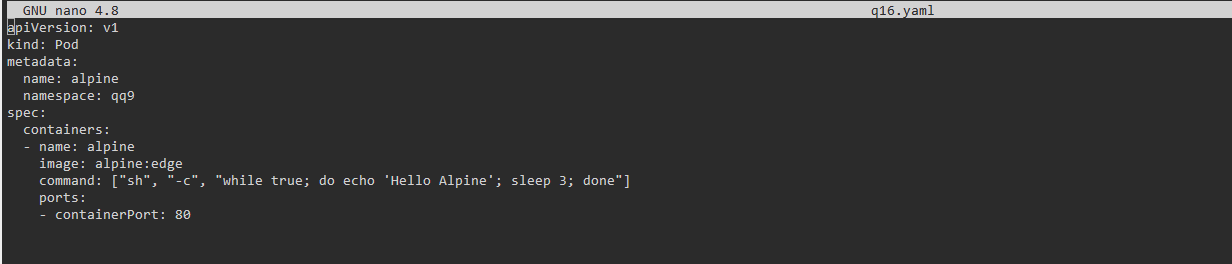 GNU nano 4.8 q16.yaml
apiVersion: v1
kind: Pod
metadata:
  name: alpine
  namespace: qq9
spec:
  containers:
  - name: alpine
    image: alpine:edge
    command: ["sh", "-c", "while true; do echo 'Hello Alpine'; sleep 3; done"]
    ports:
    - containerPort: 80